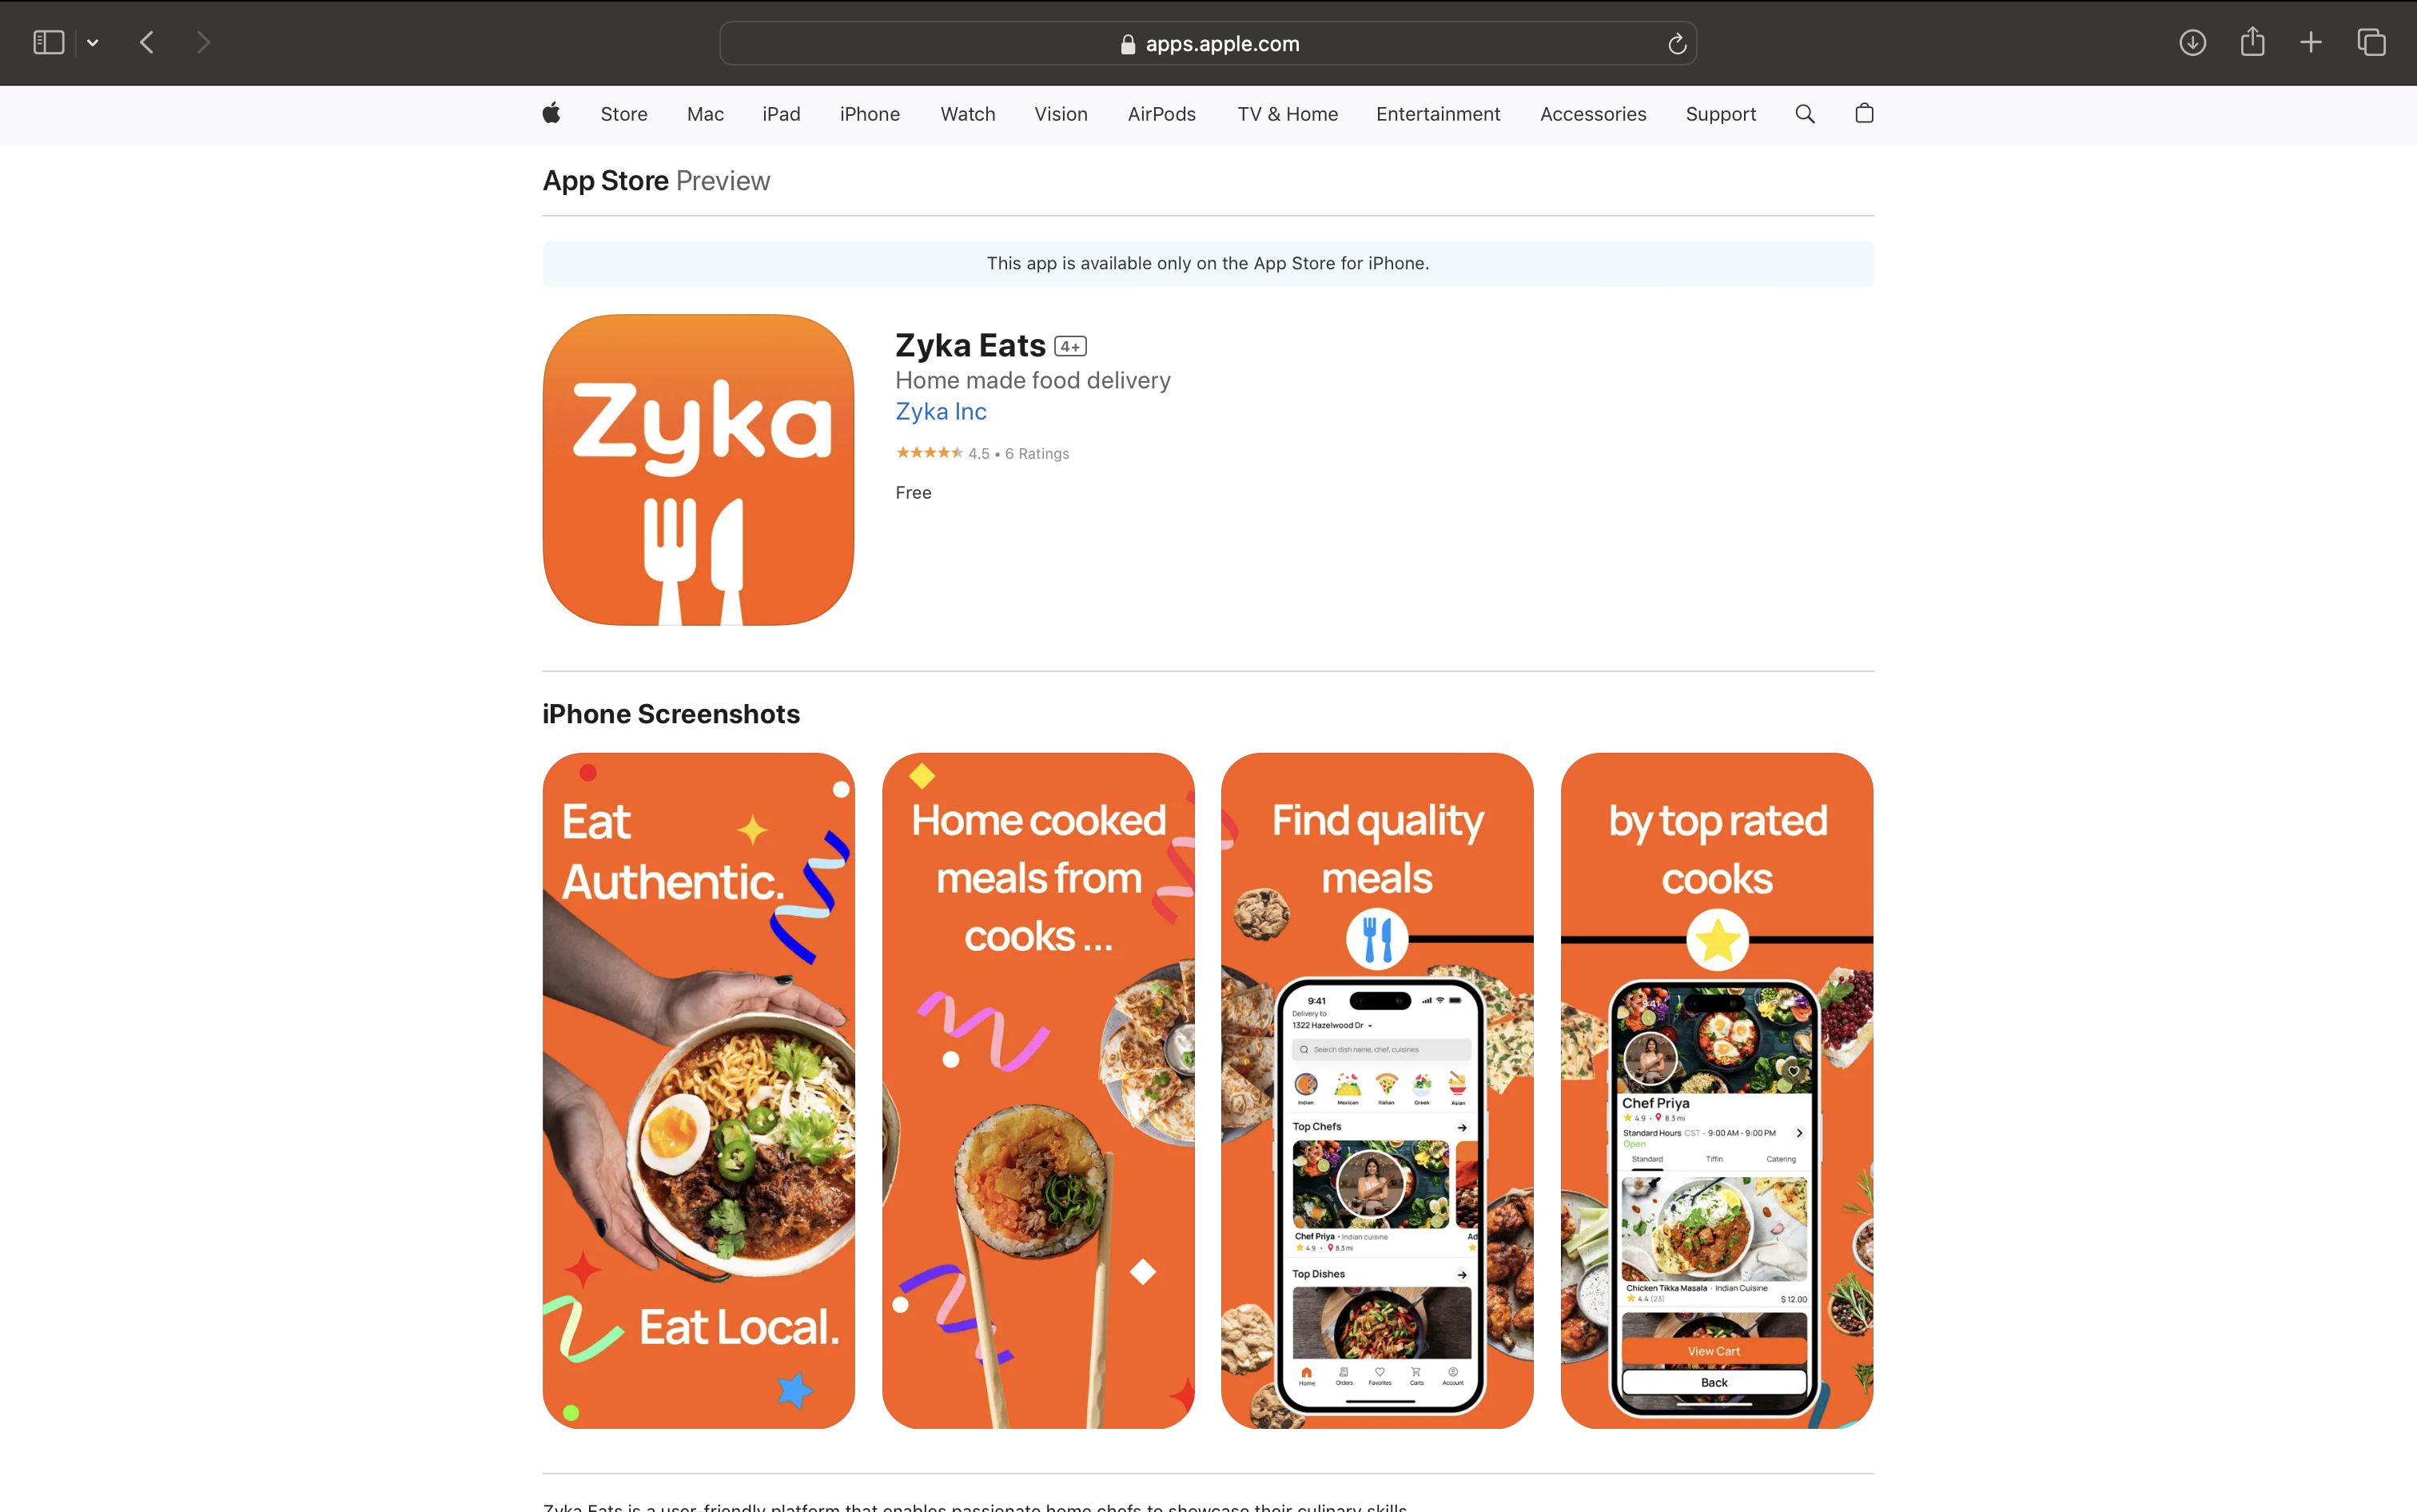 apps.apple.com
Store Mac iPad iPhone Watch Vision AirPods TV & Home Entertainment Accessories Support
App Store Preview
This app is available only on the App Store for iPhone.
Zyka
Zyka Eats 4+
Home made food delivery
Zyka Inc
4.5 • 6 Ratings
Free
iPhone Screenshots
Eat
Authentic.
Eat Local.
Home cooked
meals from
cooks ...
Find quality
meals
9:41
Delivery to
1322 Hazelwood Dr
Search dish name, chef, cuisines
Indian Mexican Italian Greek Asian
Top Chefs
Chef Priya • Indian cuisine
4.9 • 8.3 mi
Ad
Top Dishes
Home Orders Favorites Carts Account
by top rated
cooks
9:41
Chef Priya
4.9 • 8.3 mi
Standard Hours CST - 9:00 AM - 9:00 PM
Open
Standard Tiffin Catering
Chicken Tikka Masala · Indian Cuisine
4.4 (23) $12.00
View Cart
Back
Zyka Eats is a user-friendly platform that enables passionate home chefs to showcase their culinary skills